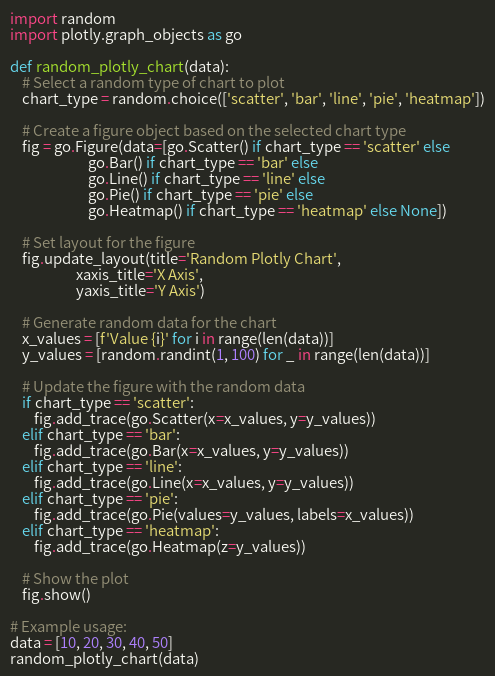 import random
import plotly.graph_objects as go

def random_plotly_chart(data):
    # Select a random type of chart to plot
    chart_type = random.choice(['scatter', 'bar', 'line', 'pie', 'heatmap'])

    # Create a figure object based on the selected chart type
    fig = go.Figure(data=[go.Scatter() if chart_type == 'scatter' else
                          go.Bar() if chart_type == 'bar' else
                          go.Line() if chart_type == 'line' else
                          go.Pie() if chart_type == 'pie' else
                          go.Heatmap() if chart_type == 'heatmap' else None])

    # Set layout for the figure
    fig.update_layout(title='Random Plotly Chart',
                      xaxis_title='X Axis',
                      yaxis_title='Y Axis')

    # Generate random data for the chart
    x_values = [f'Value {i}' for i in range(len(data))]
    y_values = [random.randint(1, 100) for _ in range(len(data))]

    # Update the figure with the random data
    if chart_type == 'scatter':
        fig.add_trace(go.Scatter(x=x_values, y=y_values))
    elif chart_type == 'bar':
        fig.add_trace(go.Bar(x=x_values, y=y_values))
    elif chart_type == 'line':
        fig.add_trace(go.Line(x=x_values, y=y_values))
    elif chart_type == 'pie':
        fig.add_trace(go.Pie(values=y_values, labels=x_values))
    elif chart_type == 'heatmap':
        fig.add_trace(go.Heatmap(z=y_values))

    # Show the plot
    fig.show()

# Example usage:
data = [10, 20, 30, 40, 50]
random_plotly_chart(data)